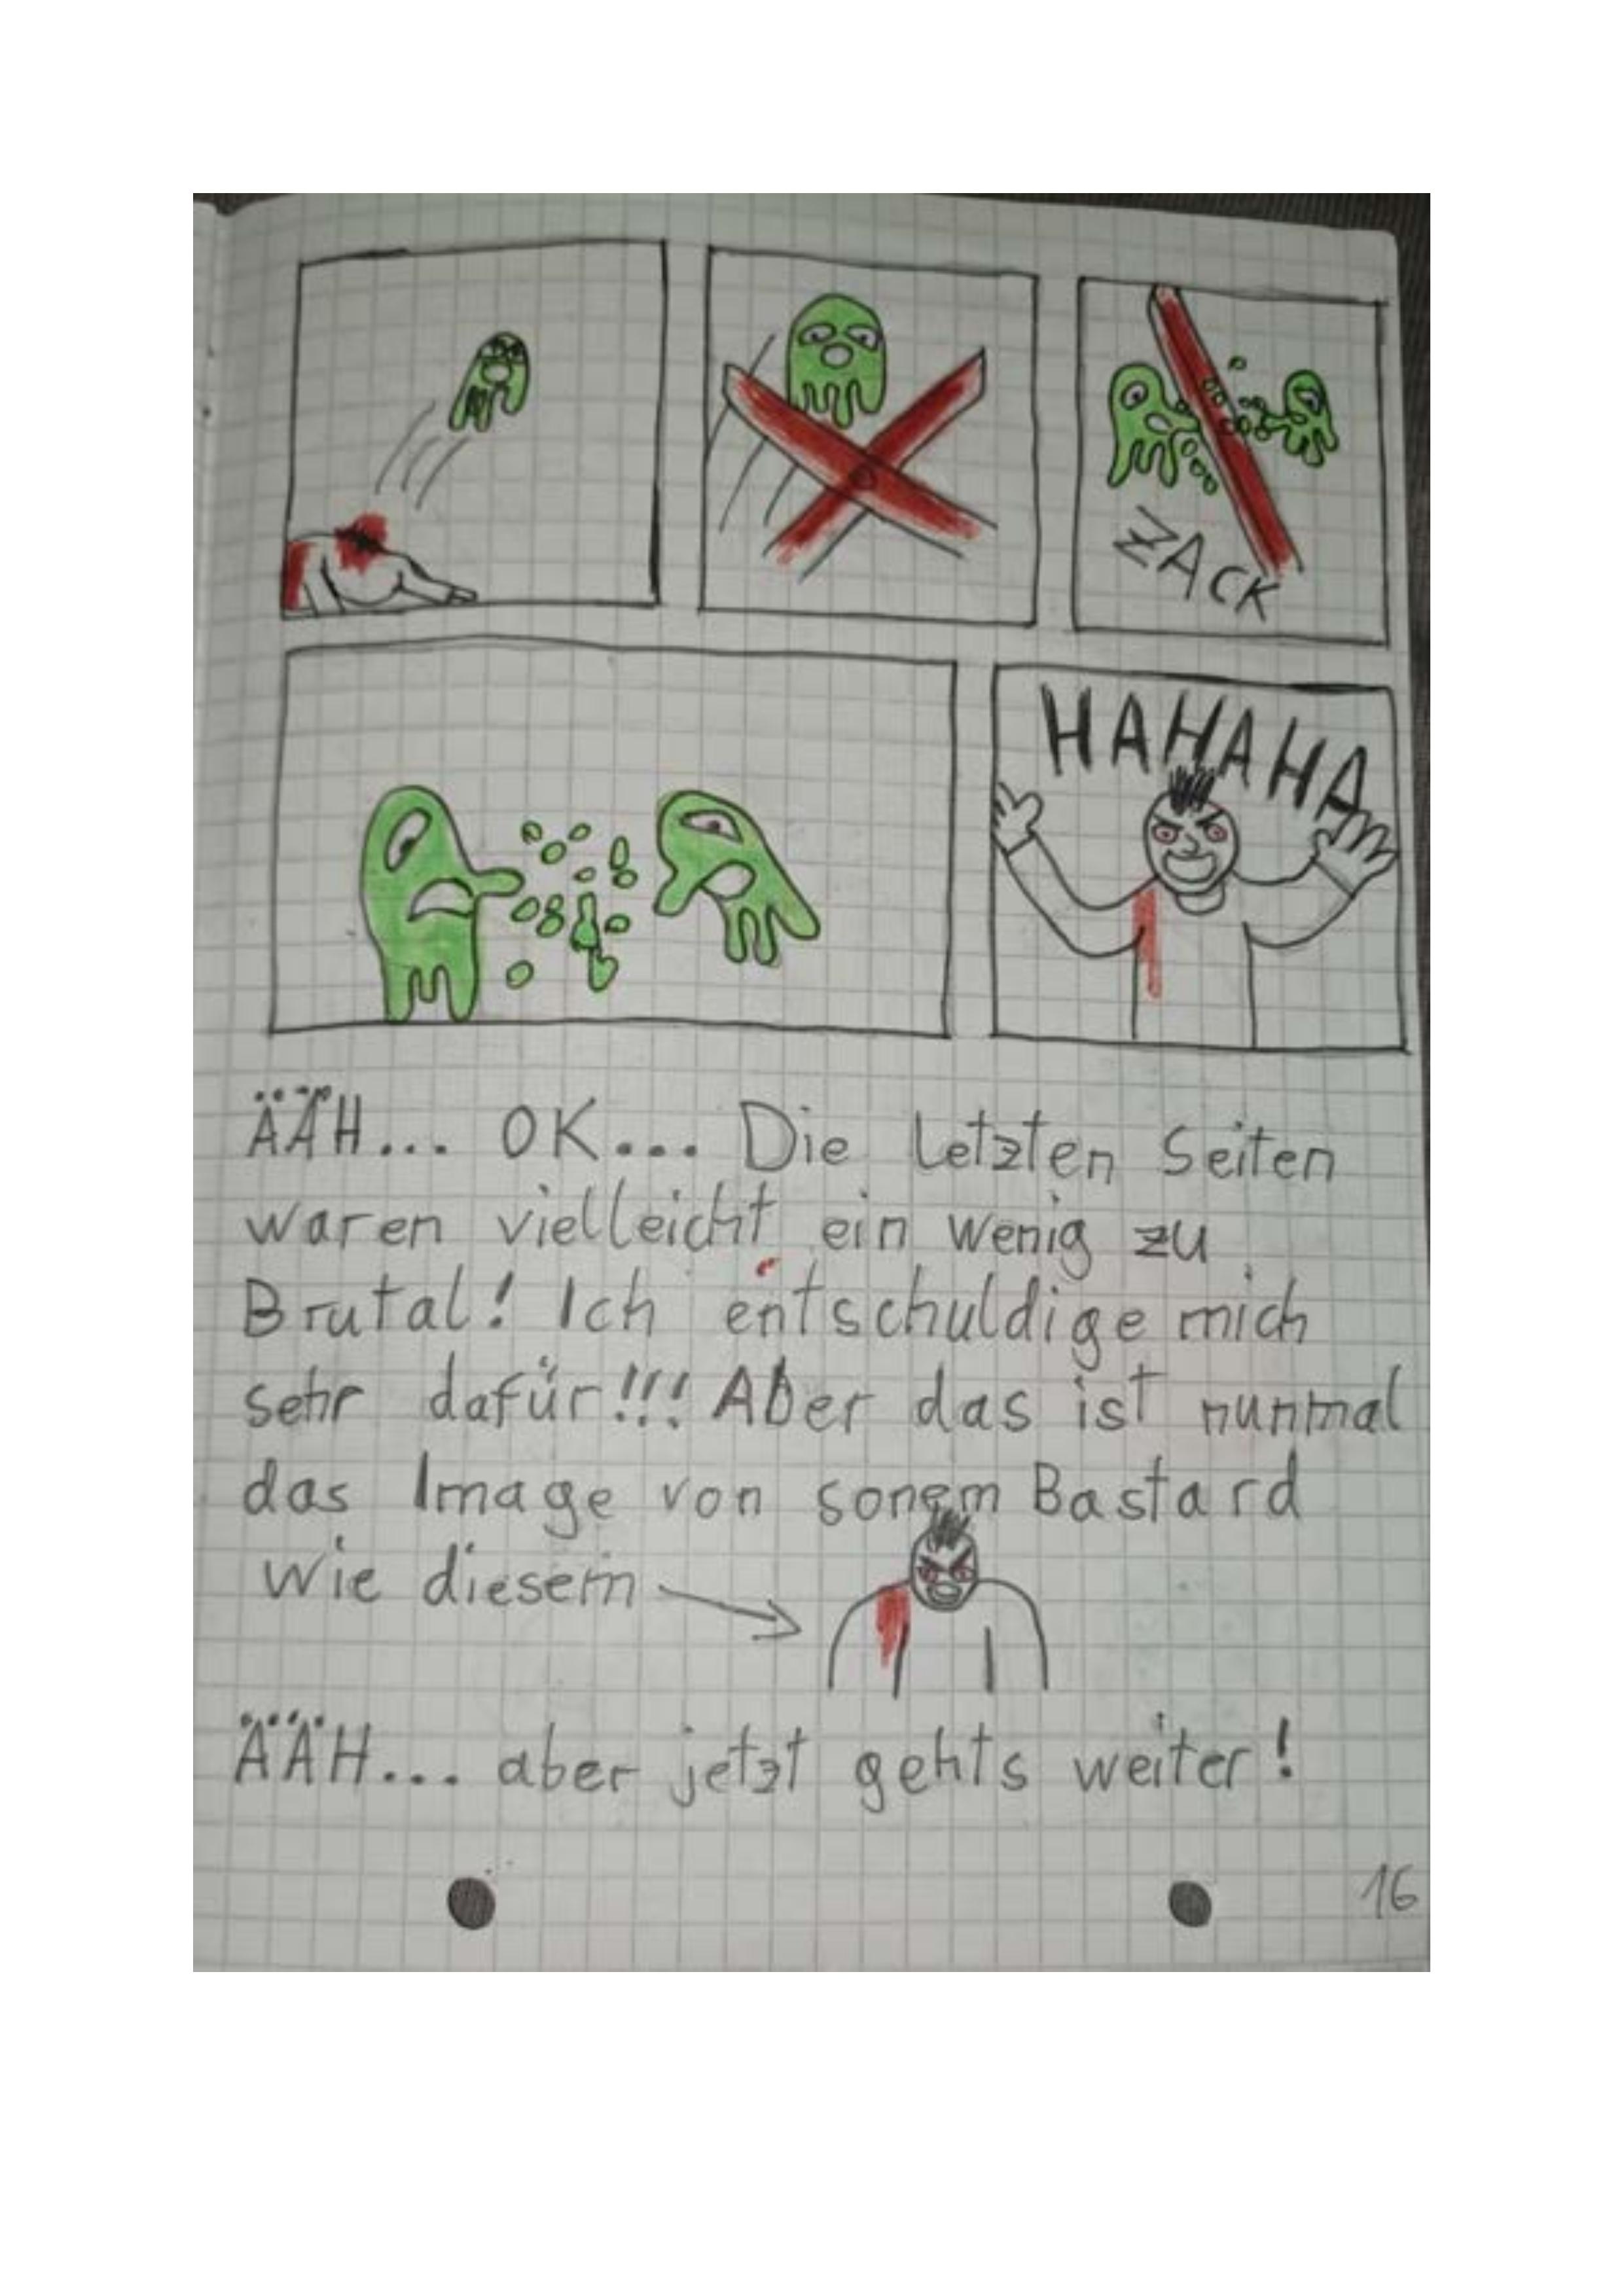 ZACK
HAHAHA
ÄÄH... OK... Die Letzten Seiten
waren vielleicht ein wenig zu
Brutal! Ich entschuldige mich
sehr dafür!!! Aber das ist nunmal
das Image von sonem Bastard
wie diesem
ÄÄH... aber jetzt gehts weiter!
16